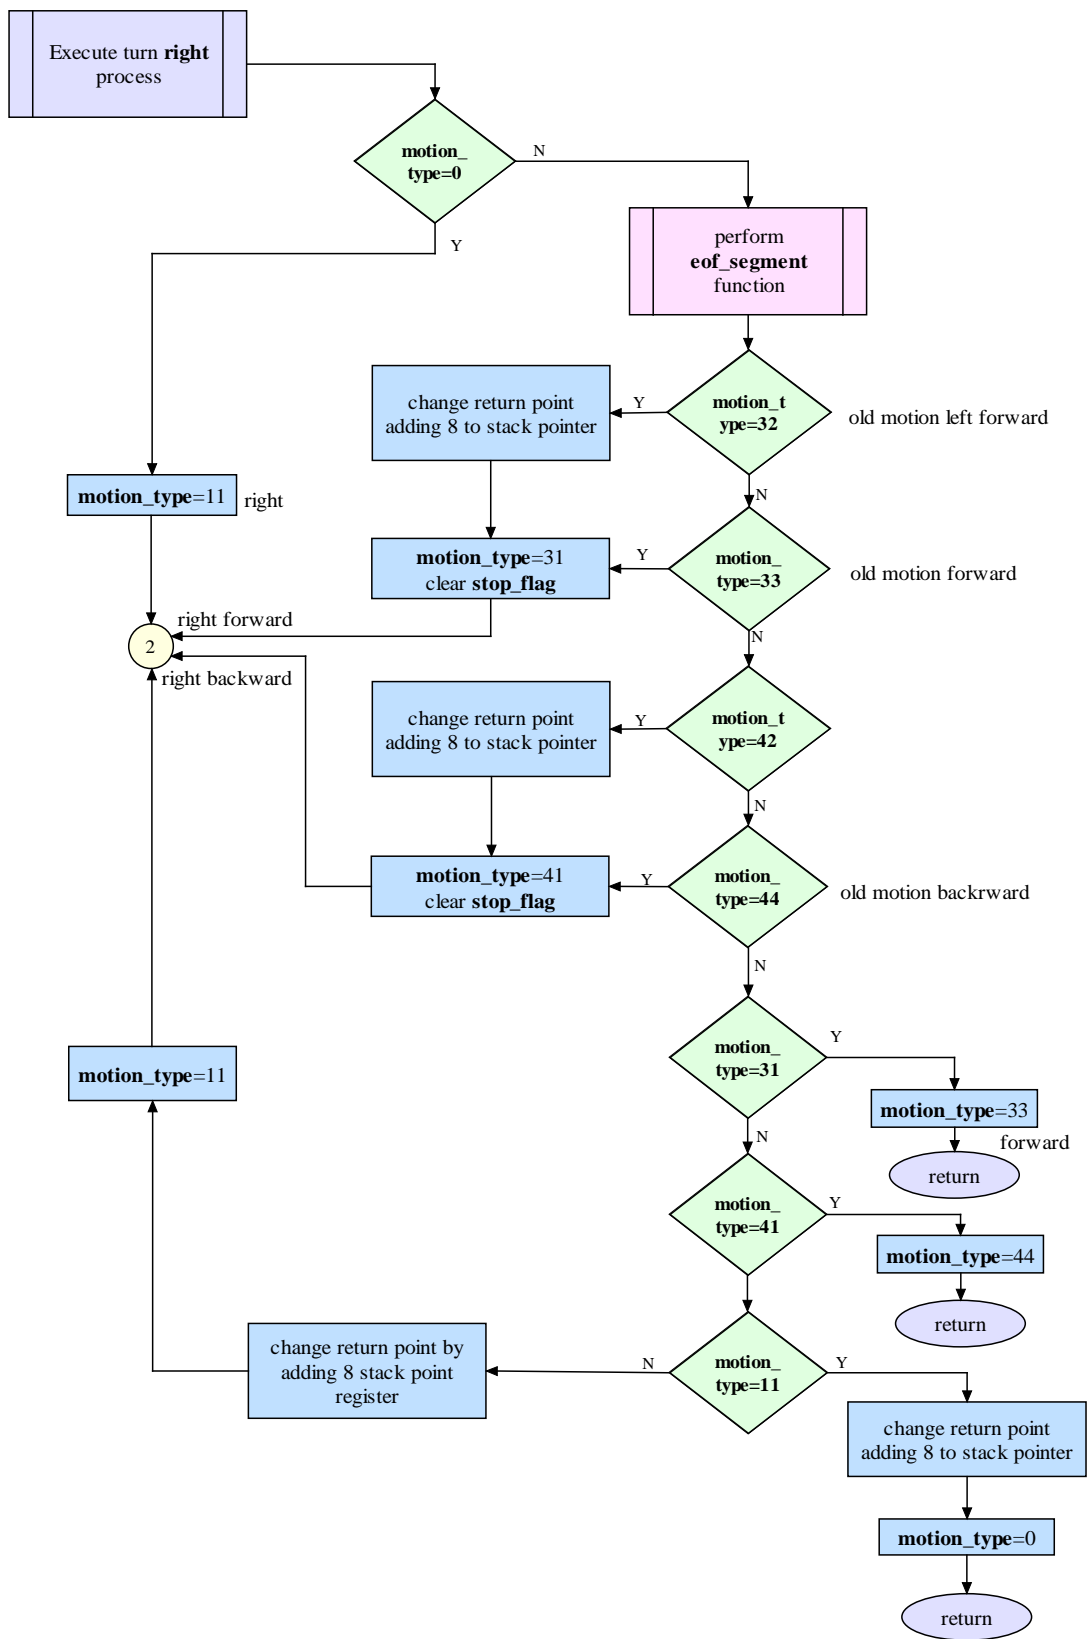 Execute turn right
process
motion_
type=0
N
Y
perform
eof_segment
function
change return point
adding 8 to stack pointer
Y
motion_t
ype=32
old motion left forward
N
motion_type=11
right
motion_type=31
clear stop_flag
Y
motion_
type=33
old motion forward
N
right forward
2
right backward
change return point
adding 8 to stack pointer
Y
motion_t
ype=42
N
motion_type=41
clear stop_flag
Y
motion_
type=44
old motion backrward
N
motion_
type=31
Y
motion_type=11
motion_type=33
forward
N
return
motion_
type=41
Y
motion_type=44
return
change return point by
adding 8 stack point
register
N
motion_
type=11
Y
change return point
adding 8 to stack pointer
motion_type=0
return